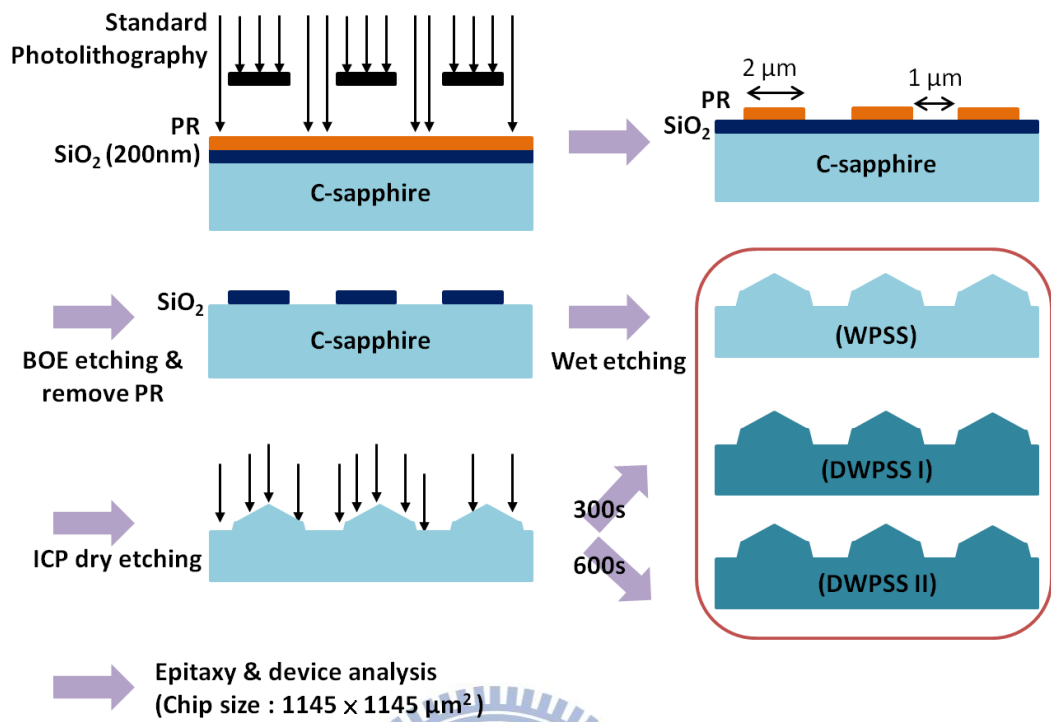 Standard
Photolithography
PR
SiO₂ (200nm)
C-sapphire
2 µm
1 µm
PR
SiO₂
C-sapphire
BOE etching &
remove PR
SiO₂
C-sapphire
Wet etching
(WPSS)
(DWPSS I)
(DWPSS II)
ICP dry etching
300s
600s
Epitaxy & device analysis
(Chip size : 1145 x 1145 µm²)